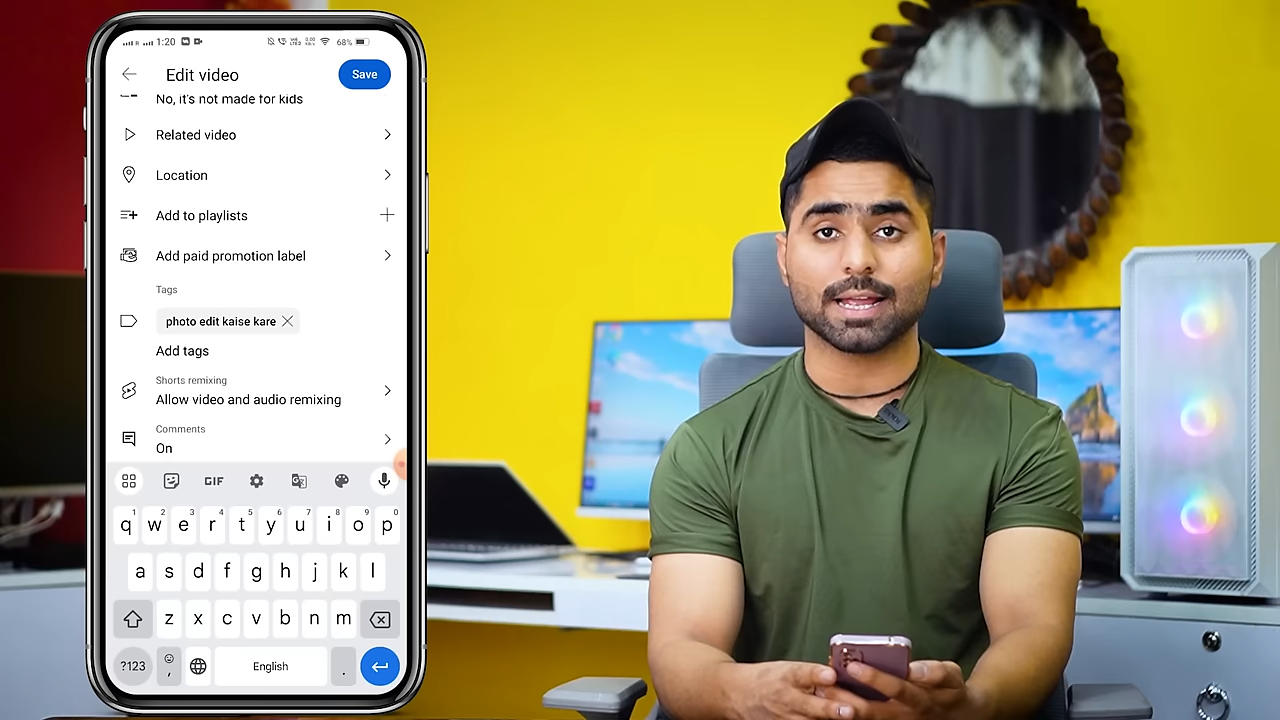 1:20
68%
Edit video
Save
No, it's not made for kids
Related video
Location
Add to playlists
Add paid promotion label
Tags
photo edit kaise kare
Add tags
Shorts remixing
Allow video and audio remixing
Comments
On
GIF
1 2 3 4 5 6 7 8 9 0
q w e r t y u i o p
a s d f g h j k l
z x c v b n m
?123 , English .